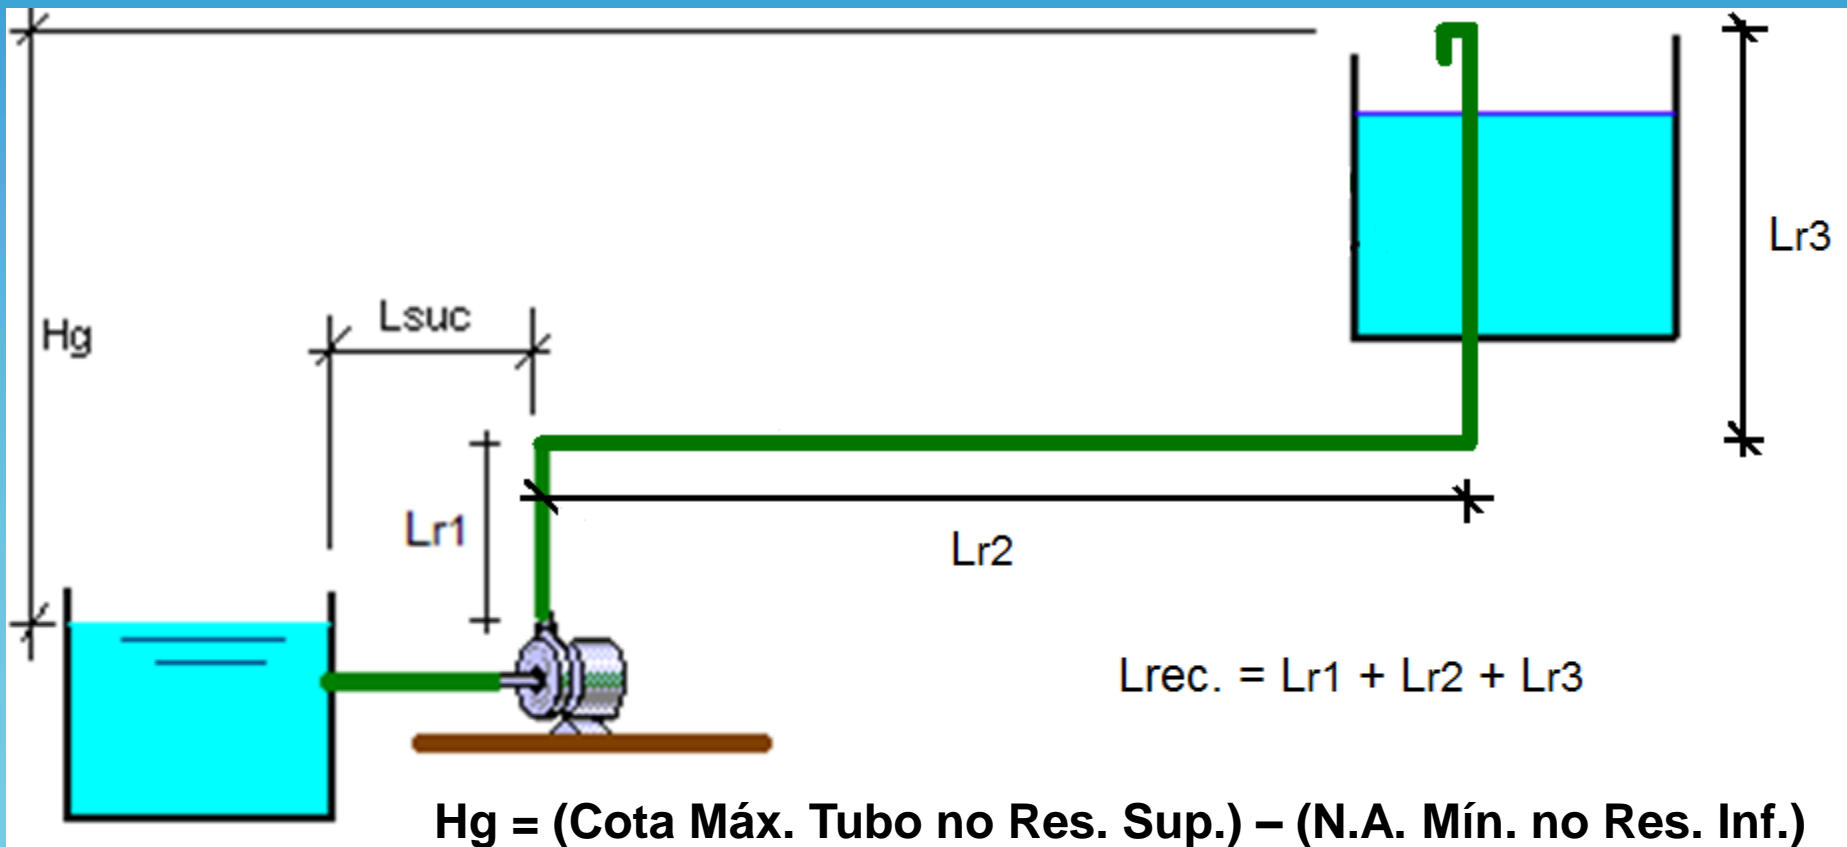 Lr3
Lsuc
Hg
Lr1
Lr2
Lrec. = Lr1 + Lr2 + Lr3
Hg = (Cota Máx. Tubo no Res. Sup.) – (N.A. Mín. no Res. Inf.)